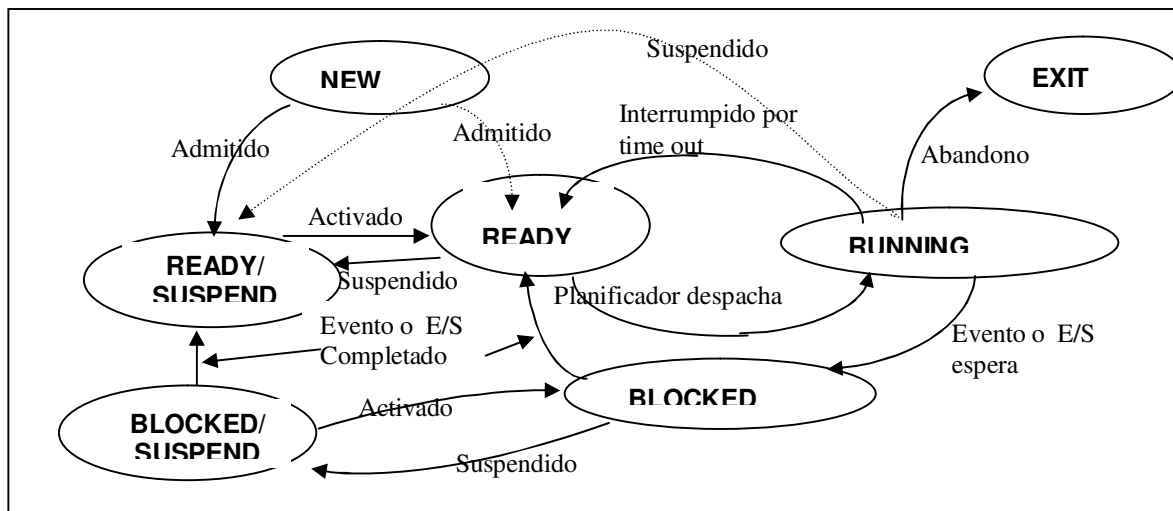 Suspendido
NEW
EXIT
Interrumpido por
time out
Admitido
Admitido
Abandono
Activado
READY
RUNNING
READY/
SUSPEND
Suspendido
Planificador despacha
Evento o E/S
Completado
Evento o E/S
espera
BLOCKED
Activado
BLOCKED/
SUSPEND
Suspendido